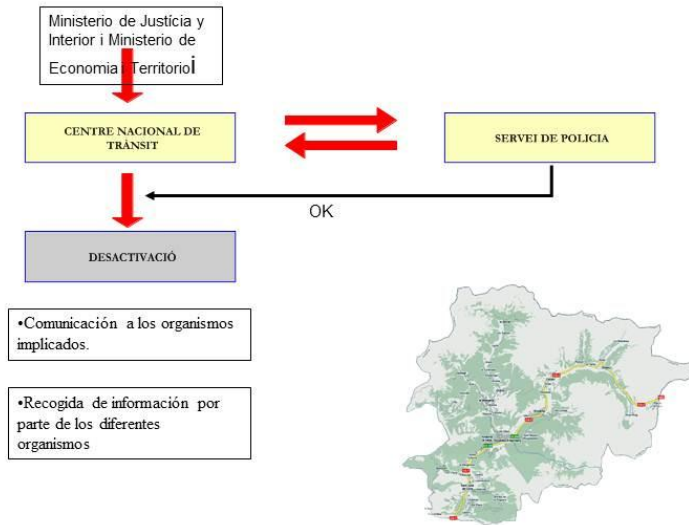 Ministerio de Justícia y
Interior i Ministerio de
Economia i Territorioi
CENTRE NACIONAL DE
TRÀNSIT
SERVEI DE POLICIA
OK
DESACTIVACIÓ
•Comunicación a los organismos
implicados.
•Recogida de información por
parte de los diferentes
organismos